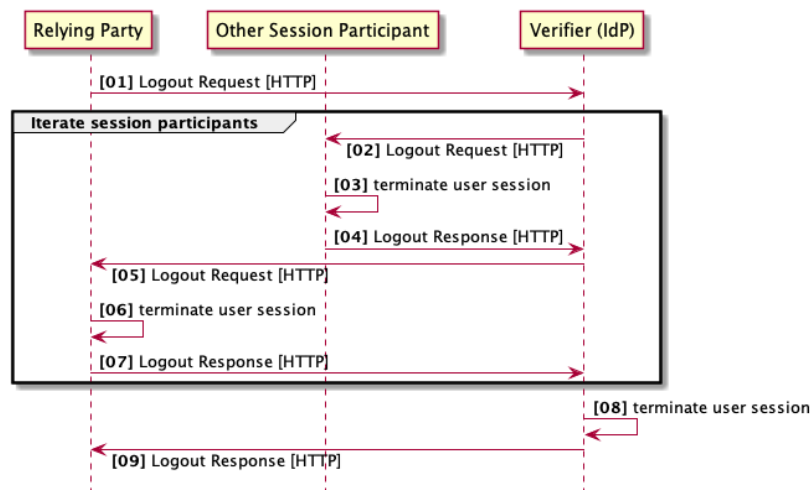 Relying Party
Other Session Participant
Verifier (IdP)
[01] Logout Request [HTTP]
Iterate session participants
[02] Logout Request [HTTP]
[03] terminate user session
[04] Logout Response [HTTP]
[05] Logout Request [HTTP]
[06] terminate user session
[07] Logout Response [HTTP]
[08] terminate user session
[09] Logout Response [HTTP]